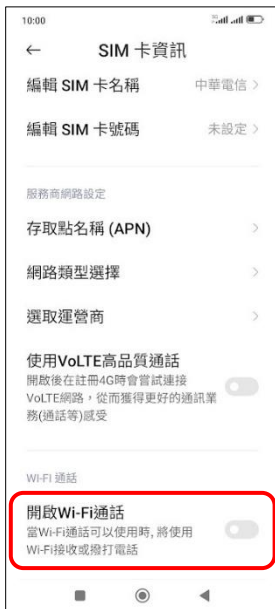 10:00
← SIM 卡資訊
編輯 SIM 卡名稱 中華電信 >
編輯 SIM 卡號碼 未設定 >
服務商網路設定
存取點名稱 (APN) >
網路類型選擇 >
選取運營商 >
使用VoLTE高品質通話
開啟後在註冊4G時會嘗試連接
VoLTE網路，從而獲得更好的通訊業
務(通話等)感受
WI-FI 通話
開啟Wi-Fi通話
當Wi-Fi通話可以使用時, 將使用
Wi-Fi接收或撥打電話